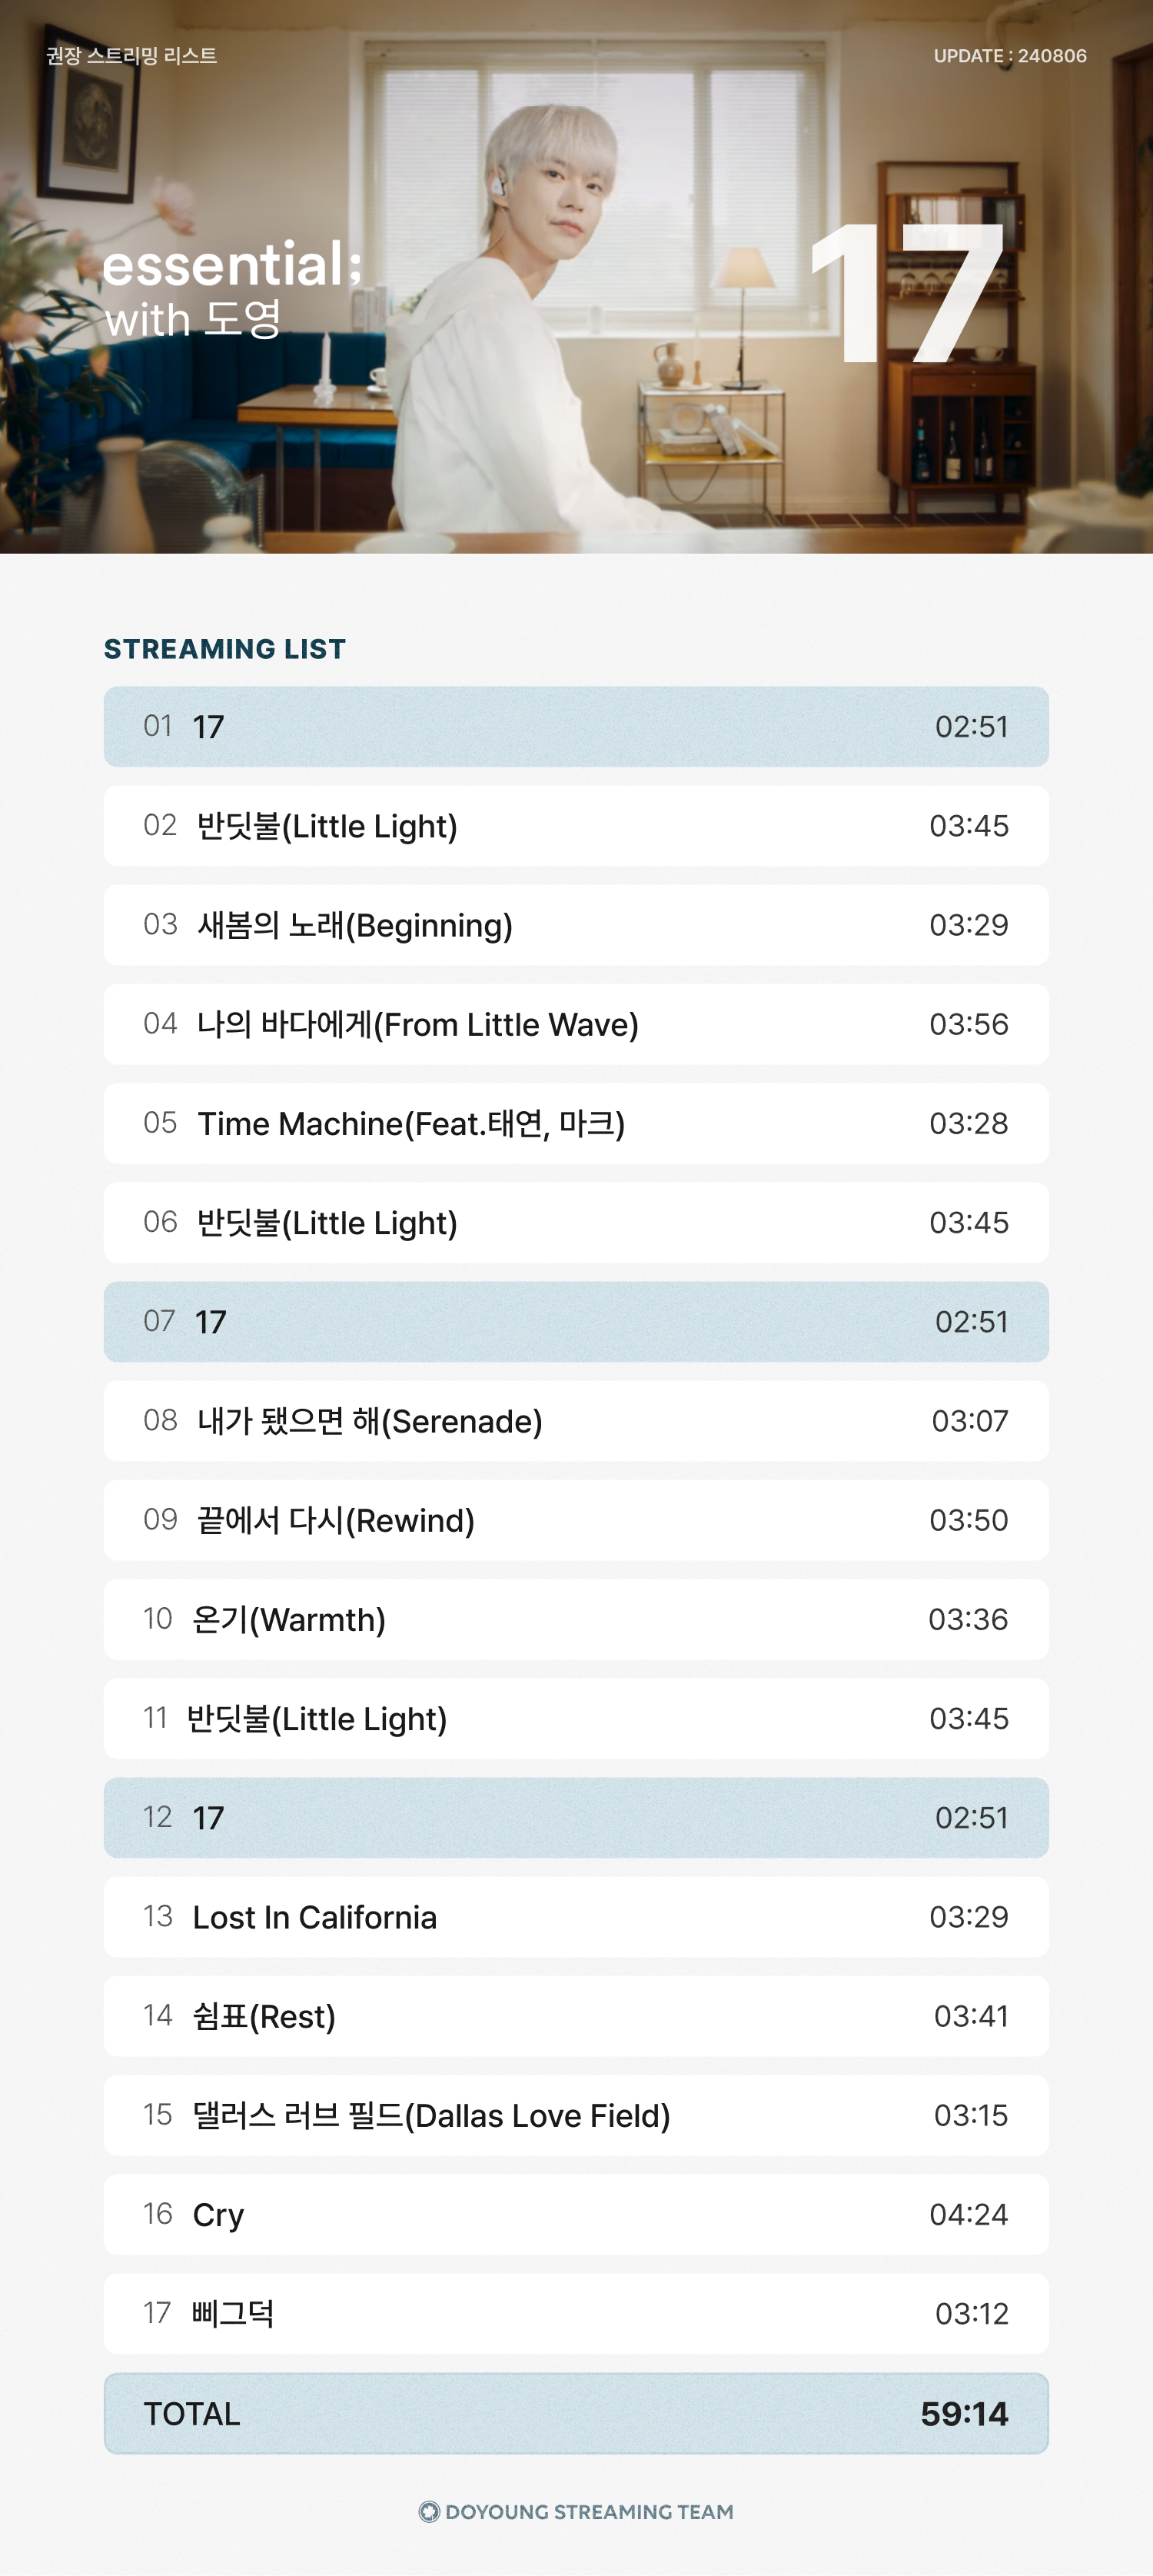 권장 스트리밍 리스트
UPDATE : 240806
essential;
with 도영
17
STREAMING LIST
01 17 02:51
02 반딧불(Little Light) 03:45
03 새봄의 노래(Beginning) 03:29
04 나의 바다에게(From Little Wave) 03:56
05 Time Machine(Feat.태연, 마크) 03:28
06 반딧불(Little Light) 03:45
07 17 02:51
08 내가 됐으면 해(Serenade) 03:07
09 끝에서 다시(Rewind) 03:50
10 온기(Warmth) 03:36
11 반딧불(Little Light) 03:45
12 17 02:51
13 Lost In California 03:29
14 쉼표(Rest) 03:41
15 댈러스 러브 필드(Dallas Love Field) 03:15
16 Cry 04:24
17 삐그덕 03:12
TOTAL 59:14
DOYOUNG STREAMING TEAM